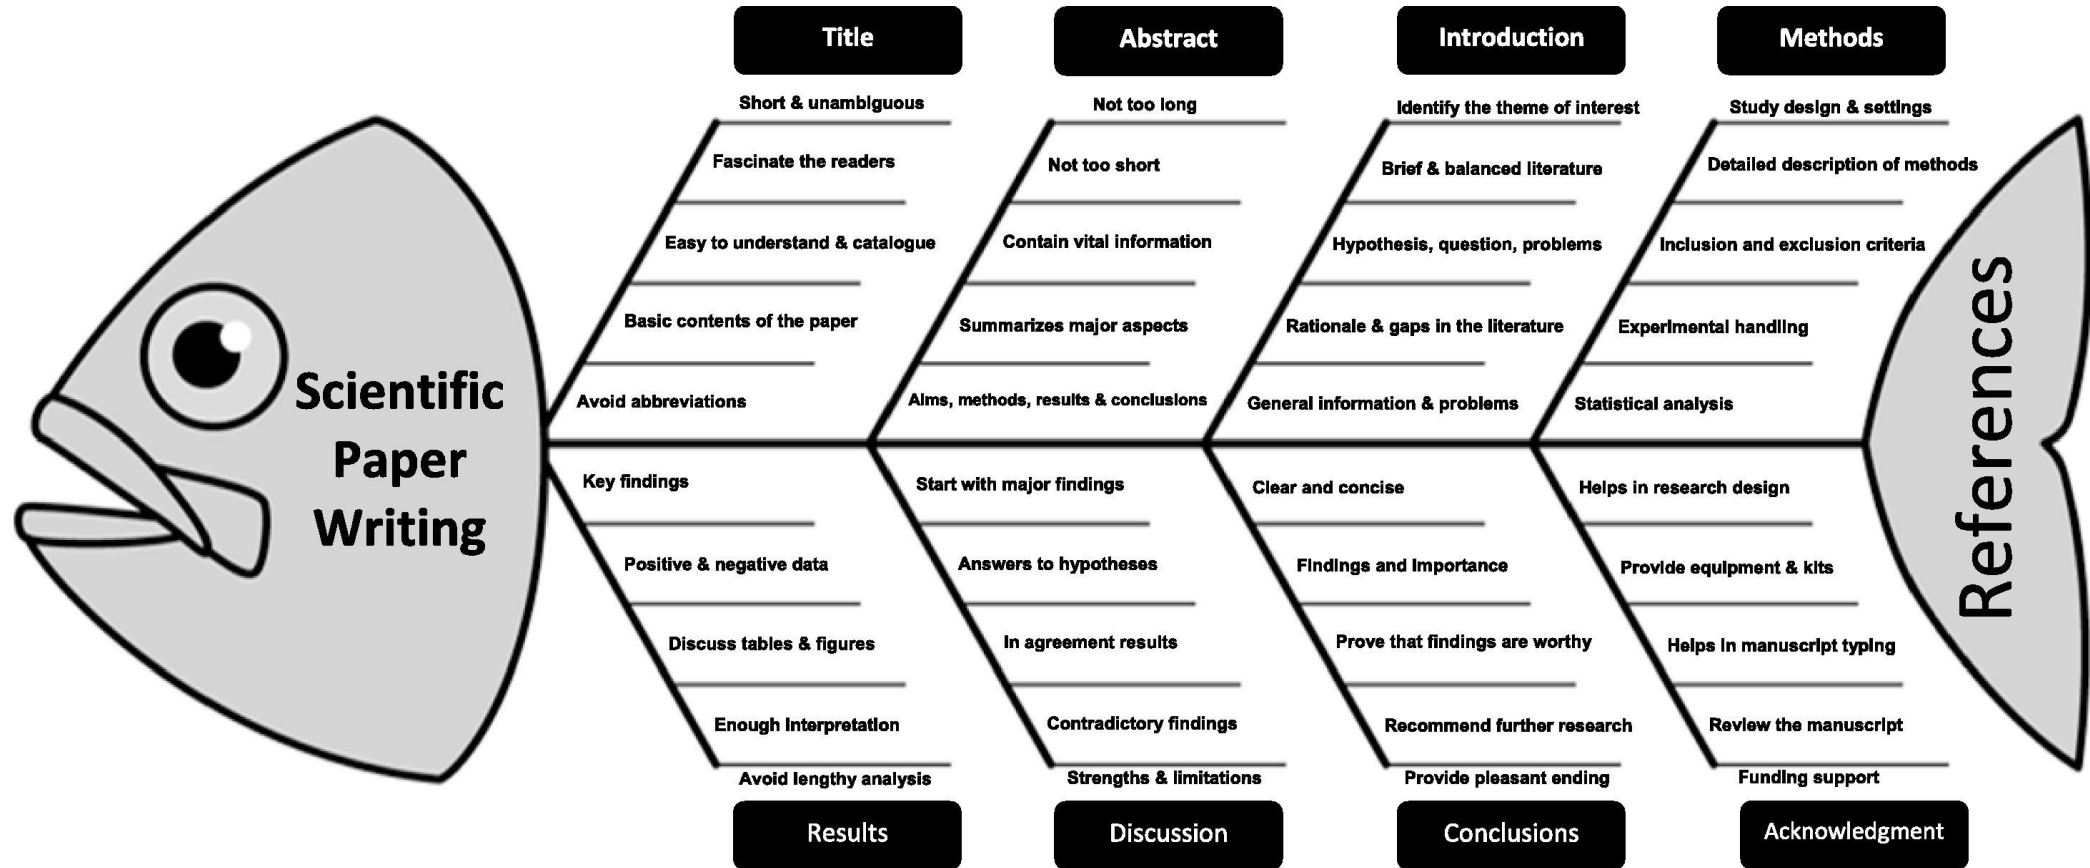 Title
Abstract
Introduction
Methods
Short & unambiguous
Fascinate the readers
Easy to understand & catalogue
Basic contents of the paper
Avoid abbreviations
Not too long
Not too short
Contain vital information
Summarizes major aspects
Aims, methods, results & conclusions
Identify the theme of interest
Brief & balanced literature
Hypothesis, question, problems
Rationale & gaps in the literature
General information & problems
Study design & settings
Detailed description of methods
Inclusion and exclusion criteria
Experimental handling
Statistical analysis
Scientific
Paper
Writing
References
Key findings
Positive & negative data
Discuss tables & figures
Enough interpretation
Avoid lengthy analysis
Start with major findings
Answers to hypotheses
In agreement results
Contradictory findings
Strengths & limitations
Clear and concise
Findings and importance
Prove that findings are worthy
Recommend further research
Provide pleasant ending
Helps in research design
Provide equipment & kits
Helps in manuscript typing
Review the manuscript
Funding support
Results
Discussion
Conclusions
Acknowledgment